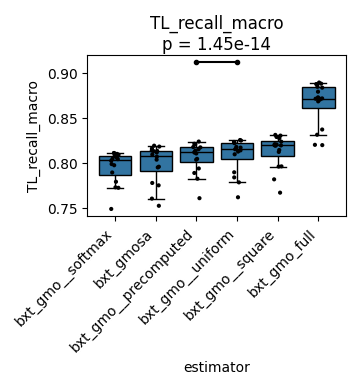 TL_recall_macro
p = 1.45e-14
TL_recall_macro
0.90
0.85
0.80
0.75
bxt_gmo__softmax
bxt_gmosa
bxt_gmo__precomputed
bxt_gmo__uniform
bxt_gmo__square
bxt_gmo_full
estimator